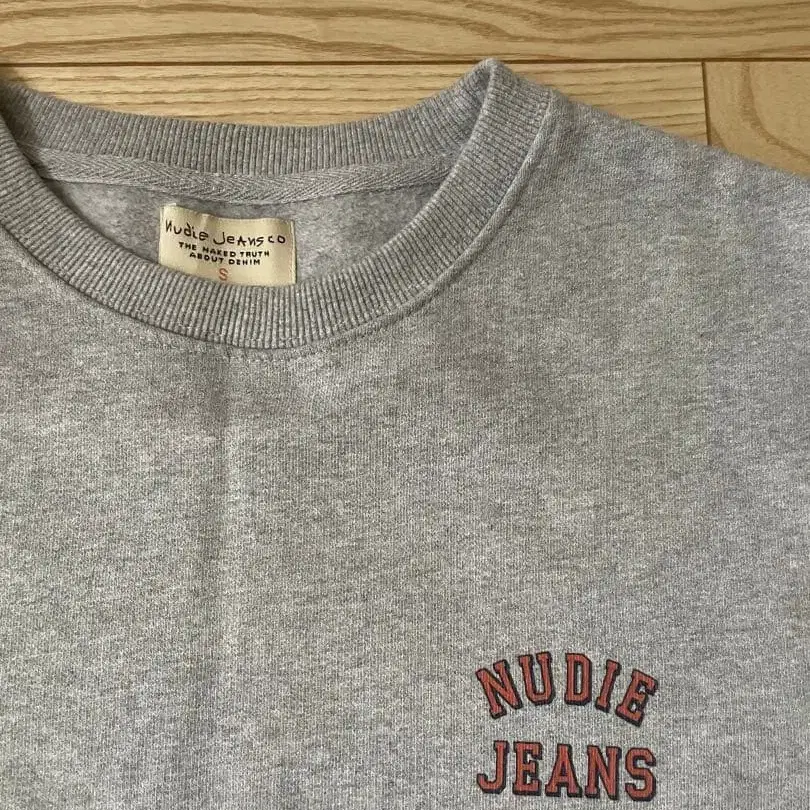 Nudie Jeans co
THE NAKED TRUTH
ABOUT DENIM
S
NUDIE
JEANS